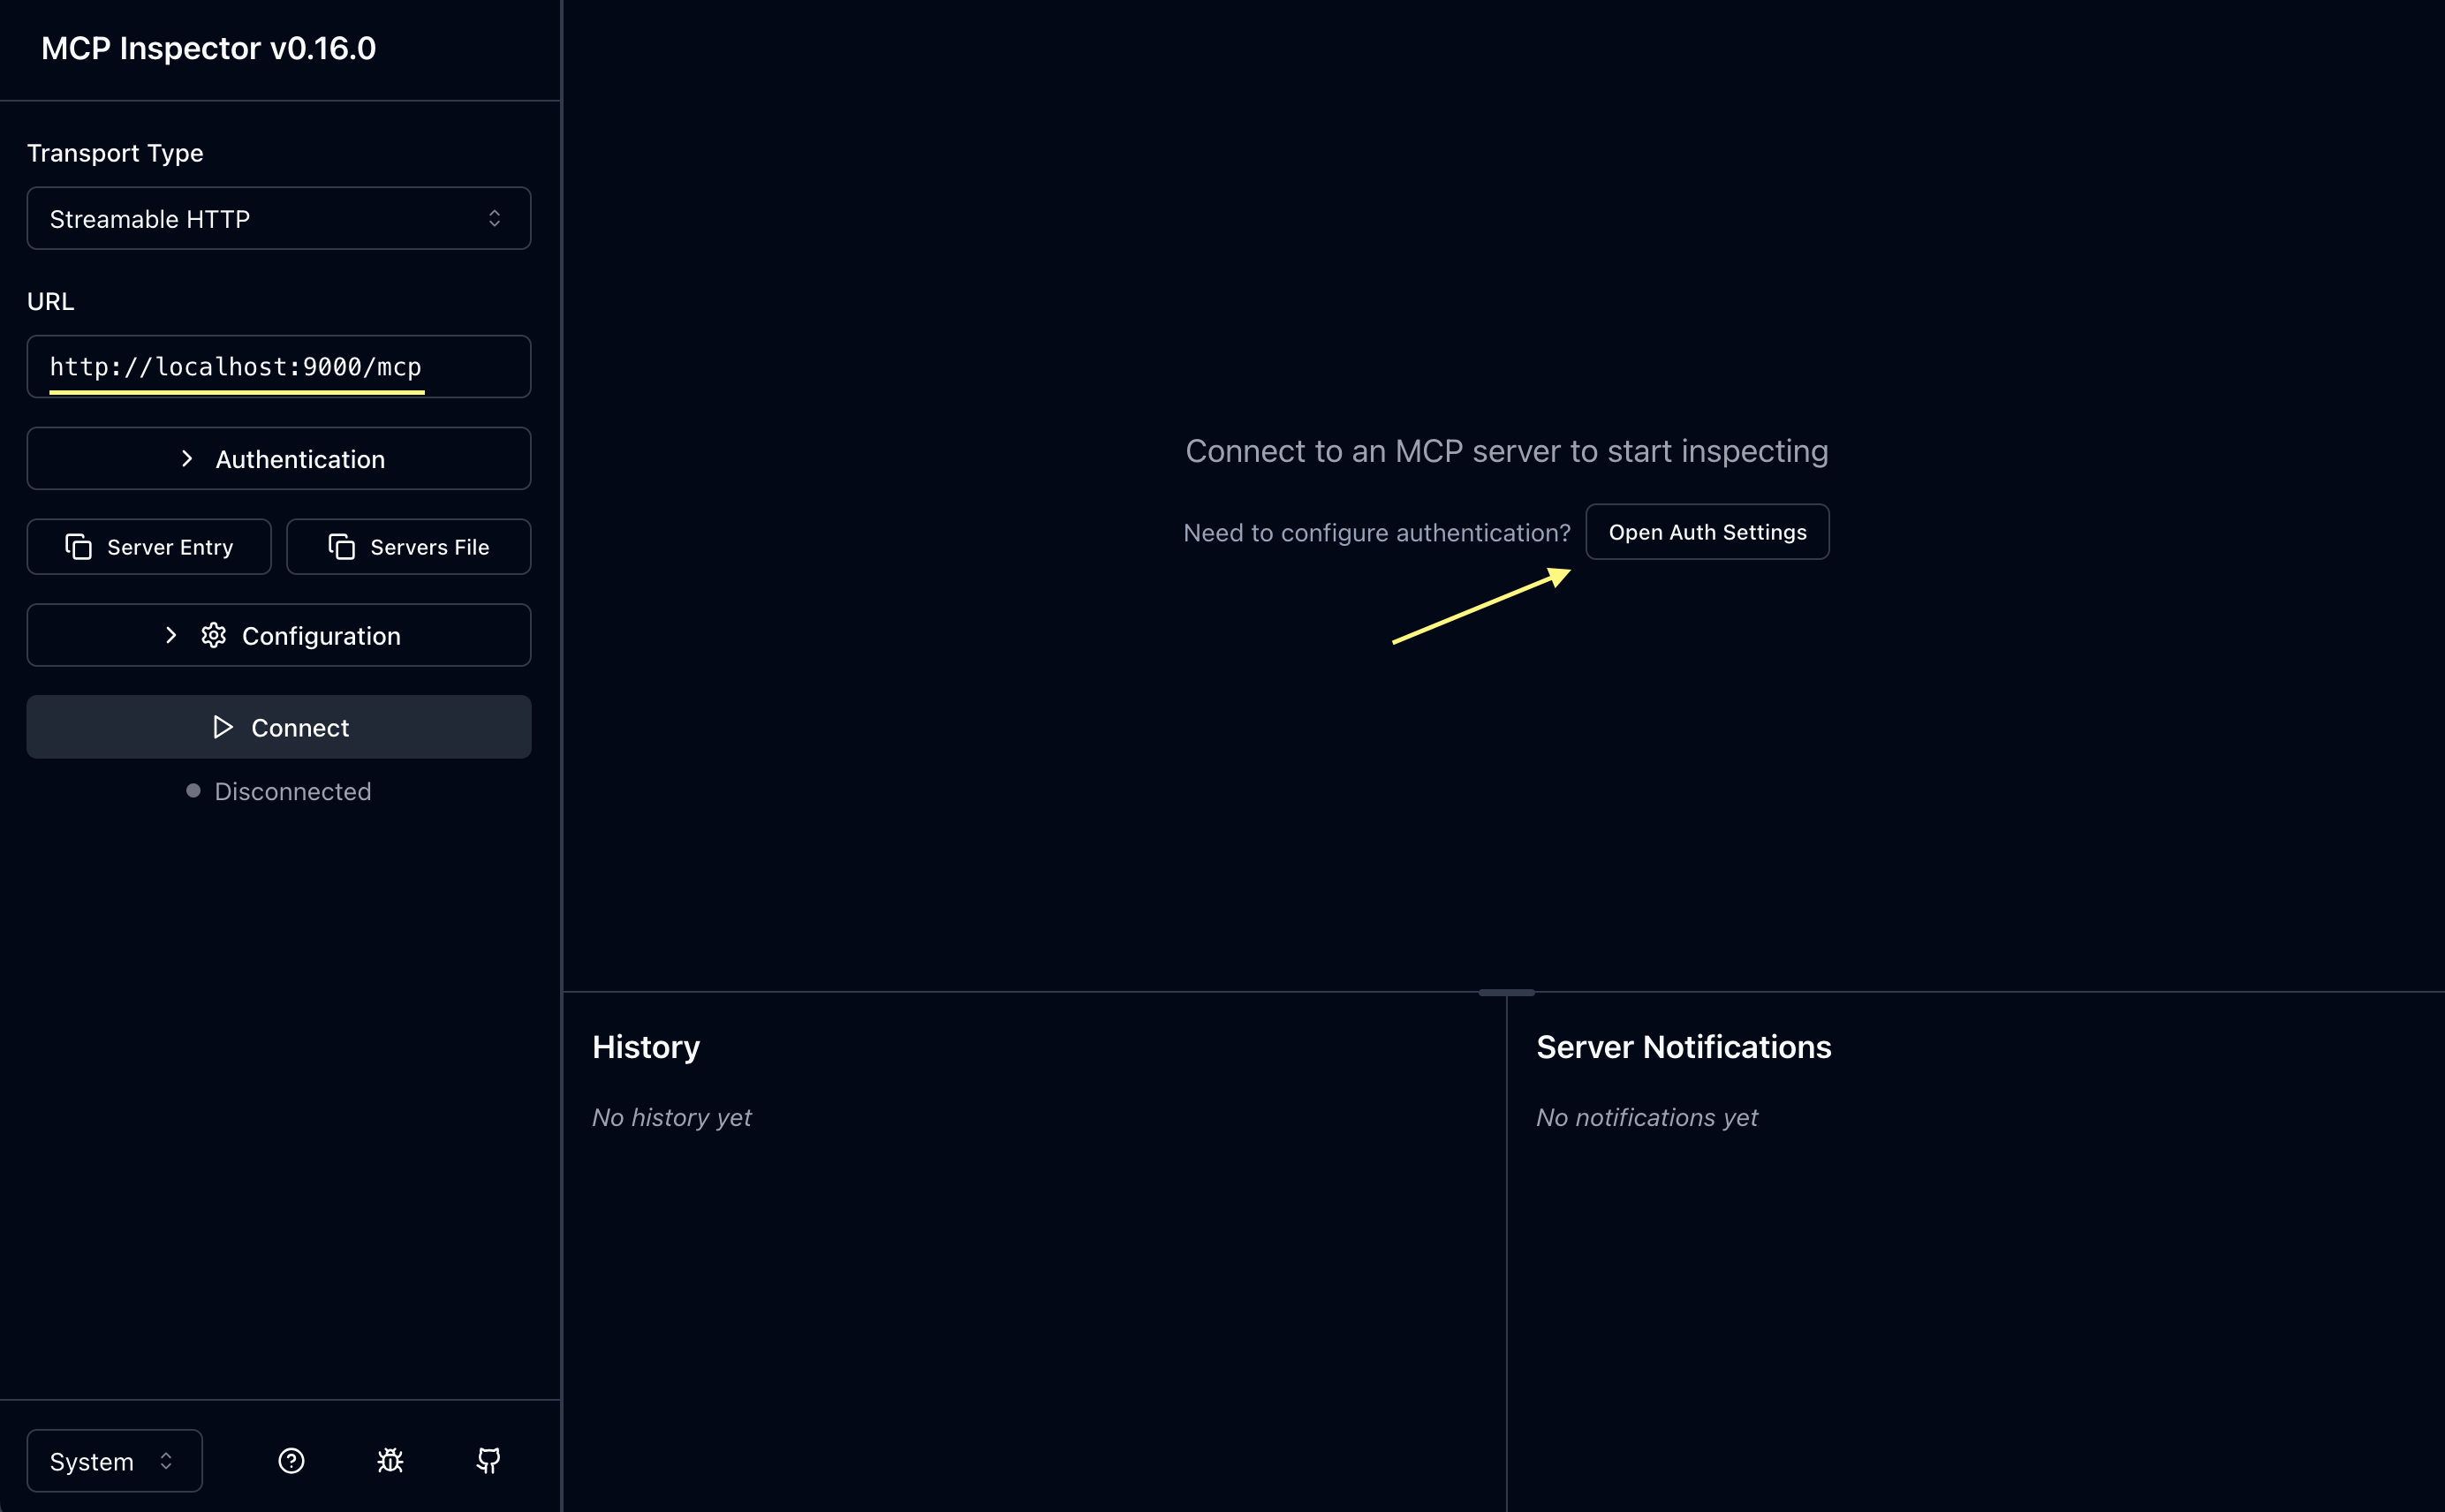 MCP Inspector v0.16.0
Transport Type
Streamable HTTP
URL
http://localhost:9000/mcp
Authentication
Server Entry
Servers File
Configuration
Connect
Disconnected
System
Connect to an MCP server to start inspecting
Need to configure authentication? Open Auth Settings
History
No history yet
Server Notifications
No notifications yet